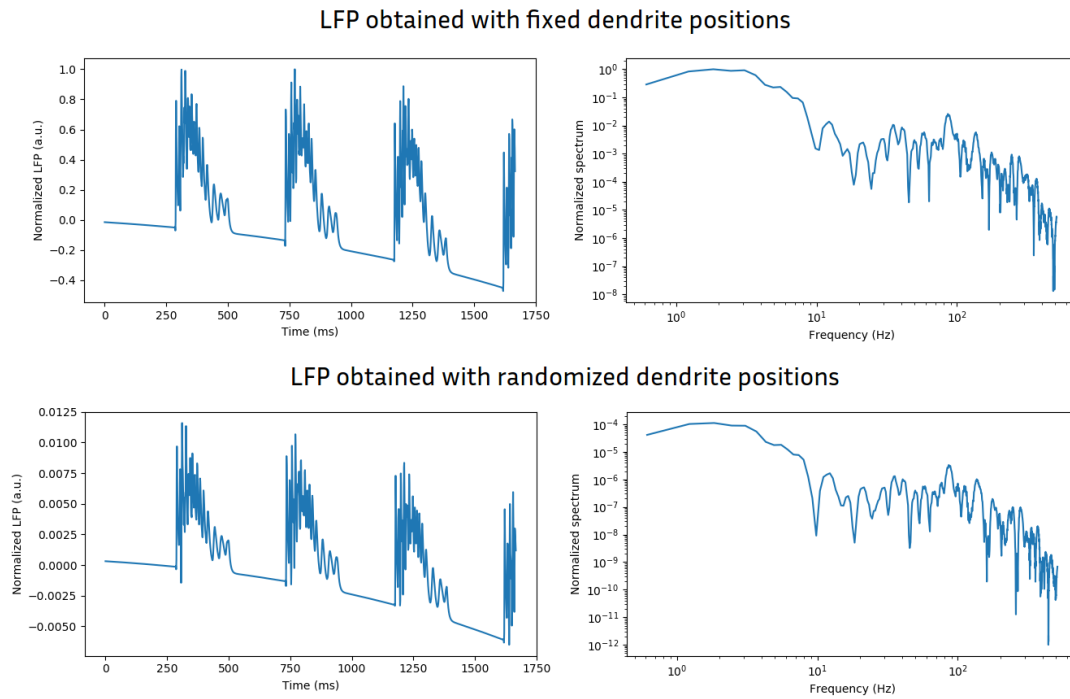 LFP obtained with fixed dendrite positions
Normalized LFP (a.u.)
1.0
0.8
0.6
0.4
0.2
0.0
−0.2
−0.4
0 250 500 750 1000 1250 1500 1750
Time (ms)
Normalized spectrum
10^0
10^-1
10^-2
10^-3
10^-4
10^-5
10^-6
10^-7
10^-8
10^0 10^1 10^2
Frequency (Hz)
LFP obtained with randomized dendrite positions
Normalized LFP (a.u.)
0.0125
0.0100
0.0075
0.0050
0.0025
0.0000
−0.0025
−0.0050
0 250 500 750 1000 1250 1500 1750
Time (ms)
Normalized spectrum
10^-4
10^-5
10^-6
10^-7
10^-8
10^-9
10^-10
10^-11
10^-12
10^0 10^1 10^2
Frequency (Hz)